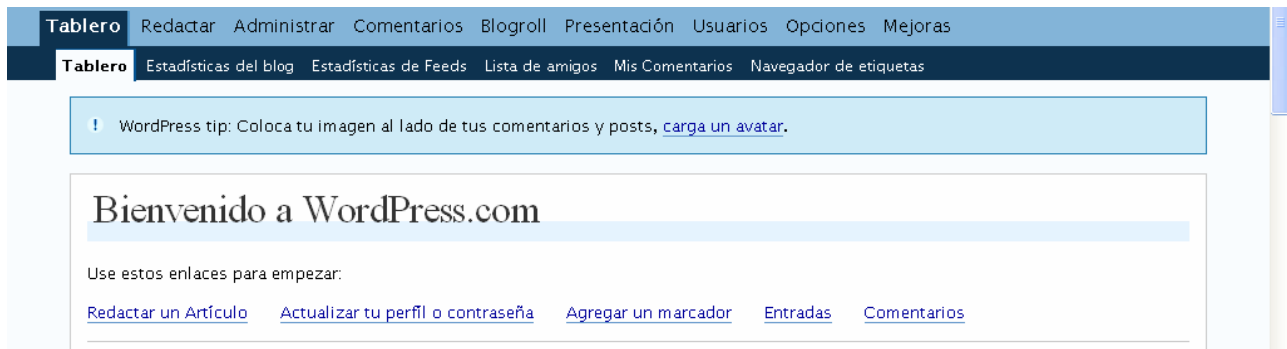 Tablero Redactar Administrar Comentarios Blogroll Presentación Usuarios Opciones Mejoras
Tablero Estadísticas del blog Estadísticas de Feeds Lista de amigos Mis Comentarios Navegador de etiquetas
! WordPress tip: Coloca tu imagen al lado de tus comentarios y posts, carga un avatar.
Bienvenido a WordPress.com
Use estos enlaces para empezar:
Redactar un Artículo Actualizar tu perfil o contraseña Agregar un marcador Entradas Comentarios